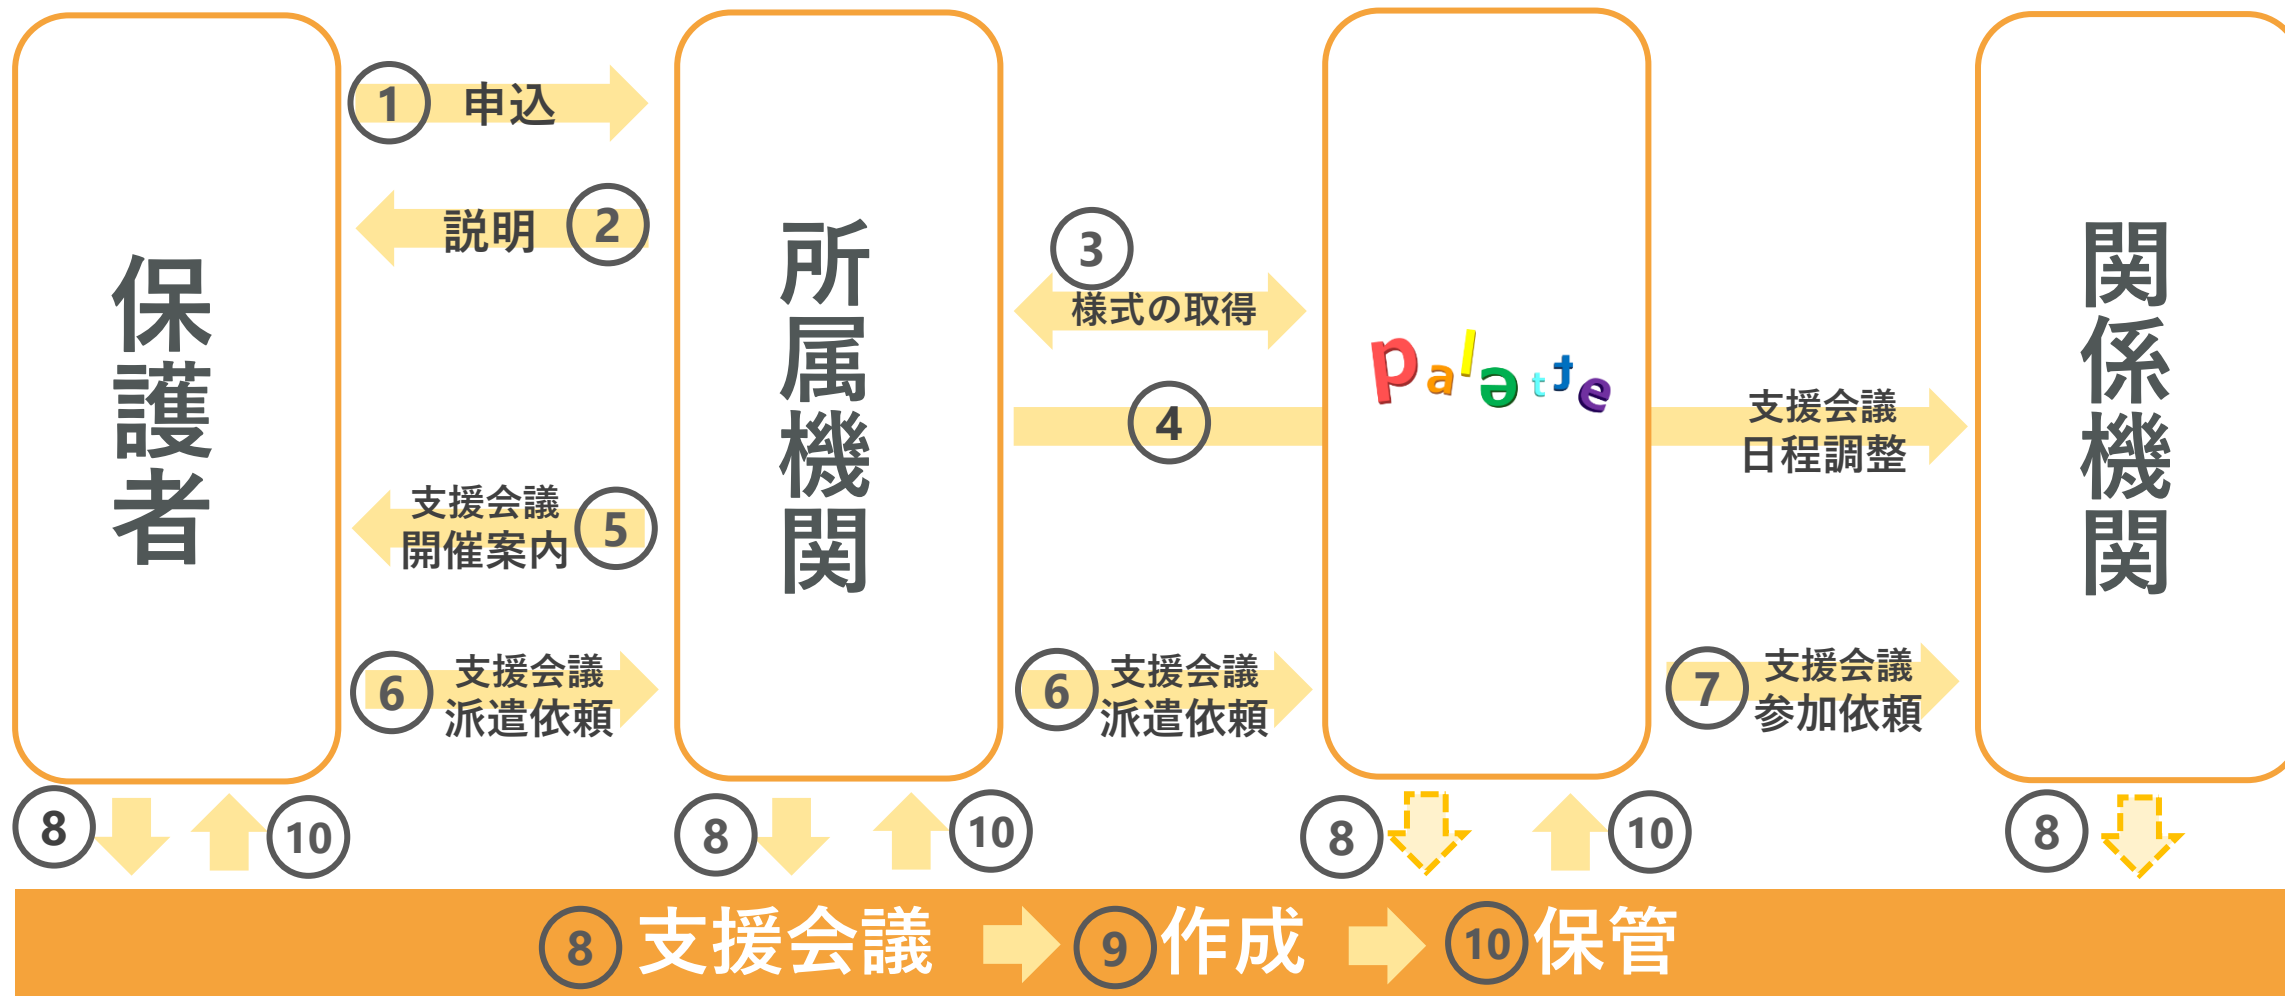 保護者
① 申込
② 説明
所属機関
③
様式の取得
④
palette
支援会議
日程調整
関係機関
支援会議
開催案内
⑤
⑥ 支援会議
派遣依頼
⑥ 支援会議
派遣依頼
⑦ 支援会議
参加依頼
⑧
⑩
⑧
⑩
⑧
⑩
⑧
⑧ 支援会議
⑨ 作成
⑩ 保管